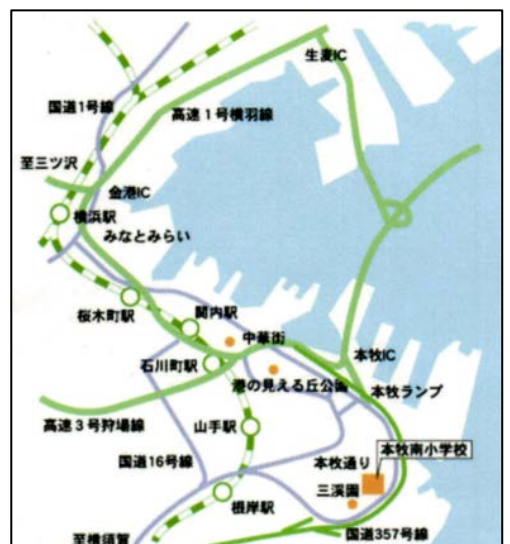 生麦IC
国道1号線
高速1号横羽線
至三ツ沢
金港IC
横浜駅
みなとみらい
桜木町駅
関内駅
中華街
石川町駅
本牧IC
港の見える丘公園
本牧ランプ
高速3号狩場線
山手駅
国道16号線
本牧通り
本牧南小学校
三溪園
根岸駅
国道357号線
至横須賀